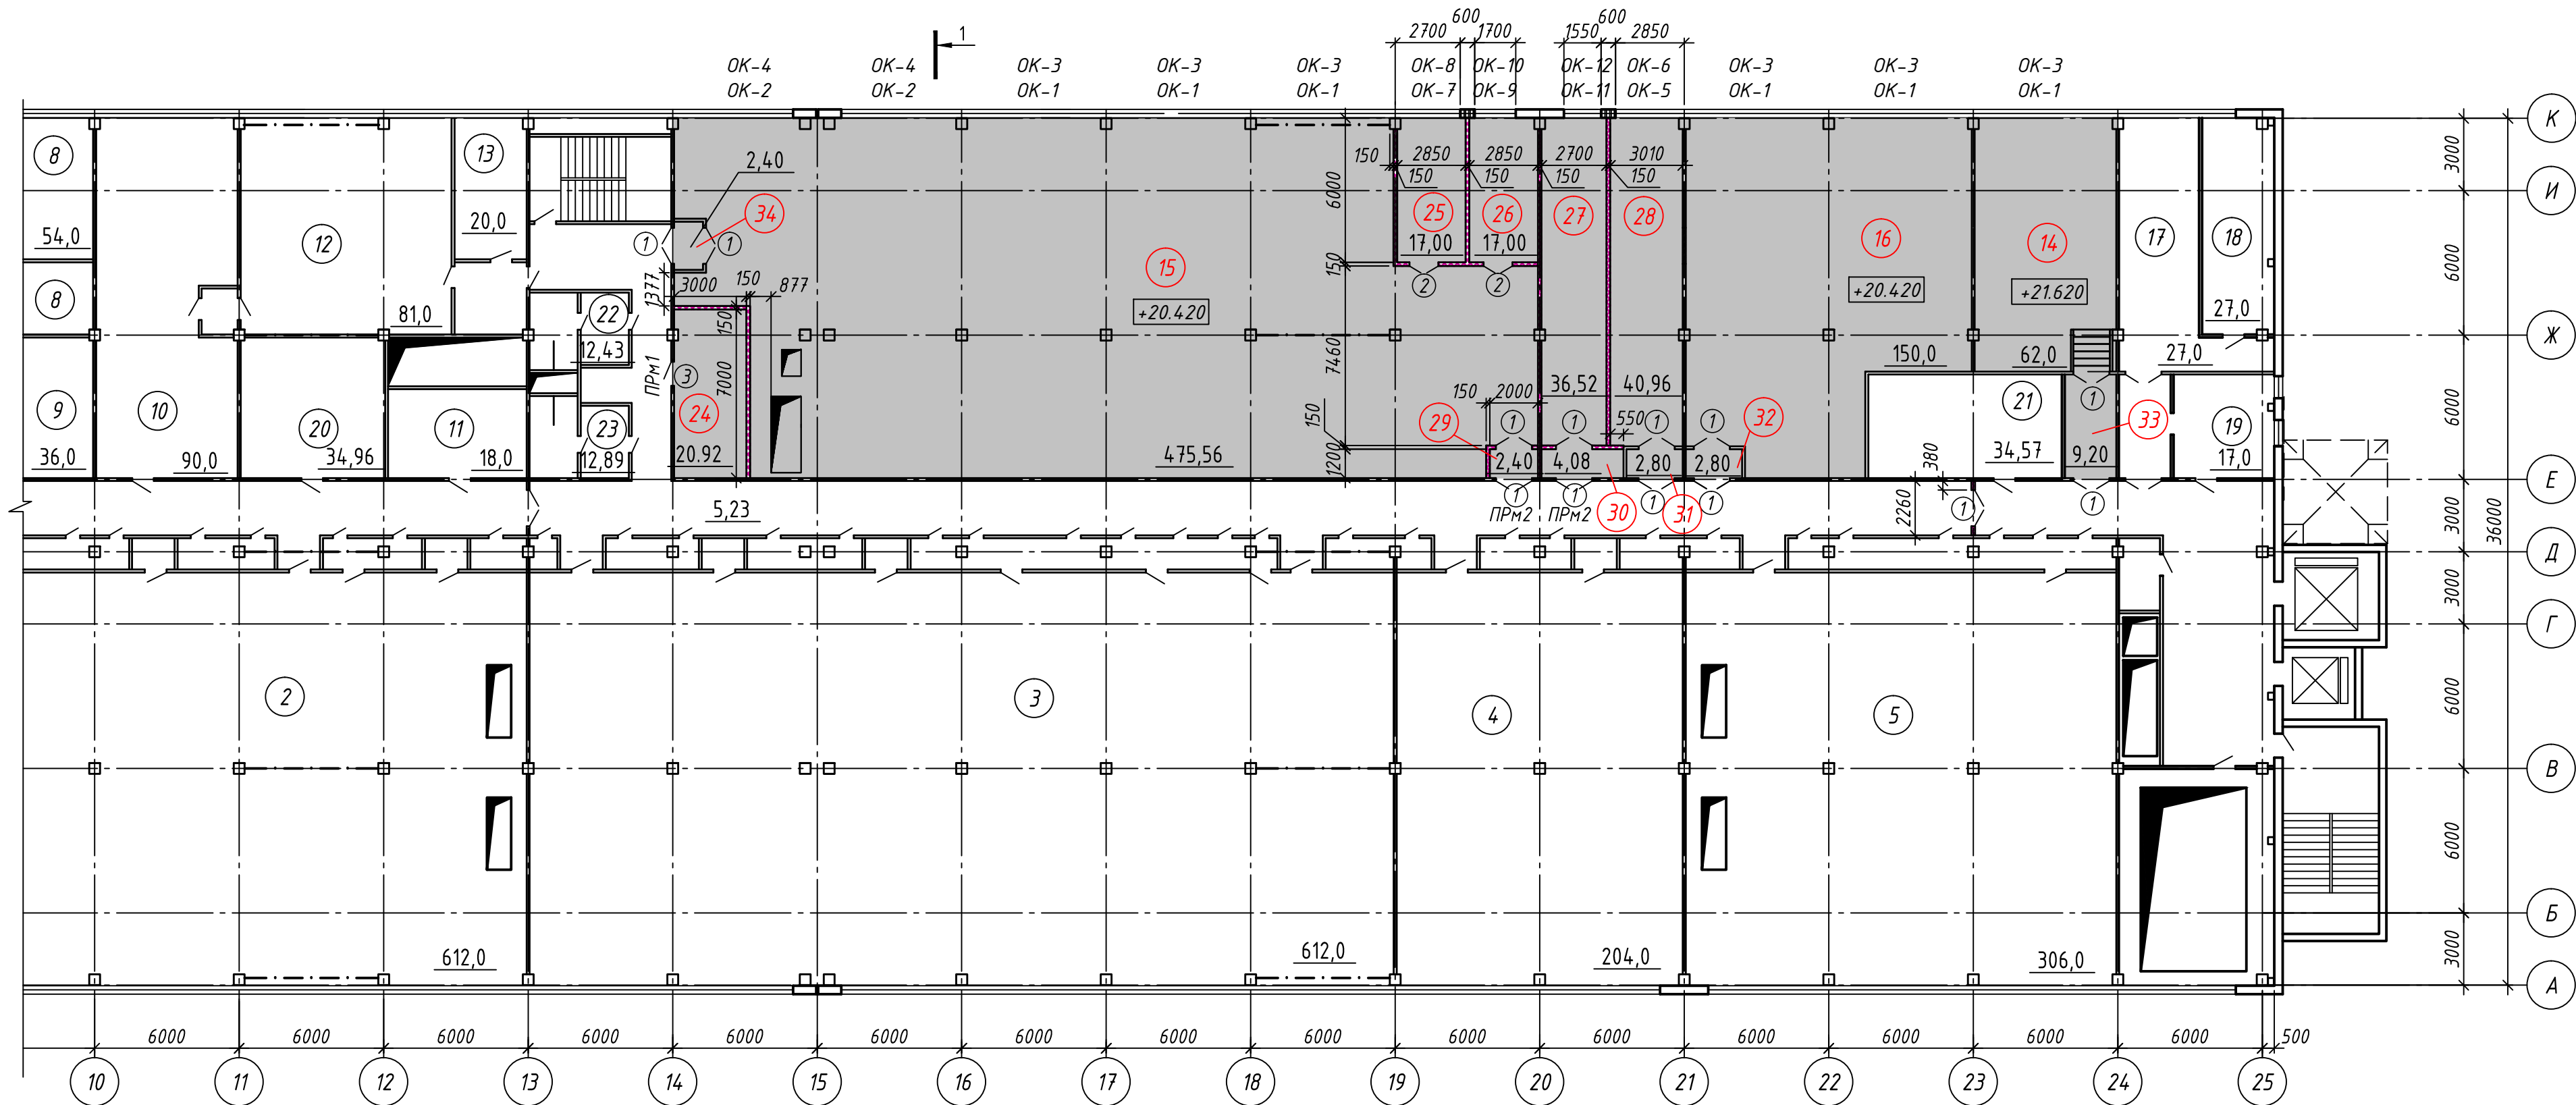 600
600
2700 1700 1550 2850
1
ОК-4 ОК-4 ОК-3 ОК-3 ОК-3 ОК-8 ОК-10 ОК-12 ОК-6 ОК-3 ОК-3 ОК-3
ОК-2 ОК-2 ОК-1 ОК-1 ОК-1 ОК-7 ОК-9 ОК-11 ОК-5 ОК-1 ОК-1 ОК-1
К
8 13 2,40 150 2850 2850 2700 3010 3000
150 150 150 150
6000
И
20,0 34 25 26 27 28
54,0 12 1 1 17,00 17,00 16 14 17 18
15 6000
8 1377 3000 150 877 150 2 2 +20.420 +21.620
81,0 22 150 +20.420 27,0
Ж
12,43 ПРм1 7460 150,0 62,0 27,0
3 7000 36,52 40,96 1
9 10 20 11 23 24 150 2000 550 21 33 19
150 29 1 1 1 1 32
36,0 90,0 34,96 18,0 12,89 20.92 475,56 1200 2,40 4,08 2,80 2,80 380 34,57 9,20 17,0
6000
Е
5,23 1 1 1 1 2260 1 1
ПРм2 ПРм2 30 31
3000 36000
Д
3000
Г
2 3 4 5
6000
В
6000
Б
612,0 612,0 204,0 306,0 3000
А
6000 6000 6000 6000 6000 6000 6000 6000 6000 6000 6000 6000 6000 6000 6000 500
10 11 12 13 14 15 16 17 18 19 20 21 22 23 24 25